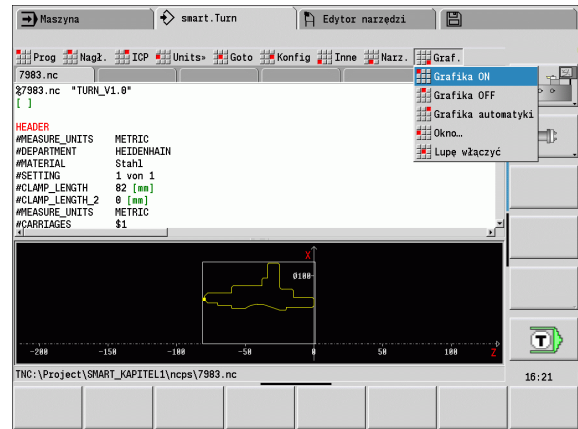 Maszyna
smart.Turn
Edytor narzędzi
Prog Nagł. ICP Units» Goto Konfig Inne Narz. Graf.
7983.nc
Grafika ON
%7983.nc "TURN_V1.0"
Grafika OFF
[ ]
Grafika automatyki
HEADER
Okno…
#MEASURE_UNITS METRIC
#DEPARTMENT HEIDENHAIN
Lupę włączyć
#MATERIAL Stahl
#SETTING 1 von 1
#CLAMP_LENGTH 82 [mm]
#CLAMP_LENGTH_2 0 [mm]
#MEASURE_UNITS METRIC
#CARRIAGES $1
X
Ø100
-200 -150 -100 -50 0 50 100 Z
T
TNC:\Project\SMART_KAPITEL1\ncps\7983.nc
16:21